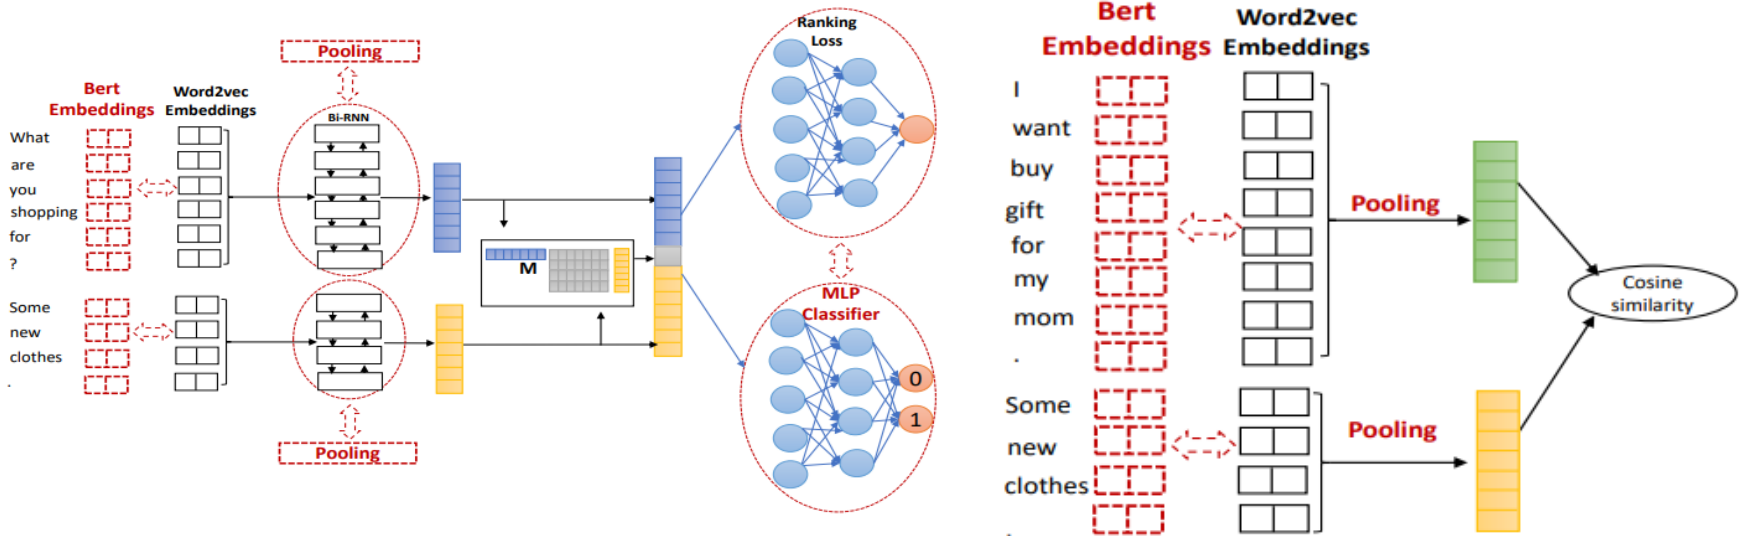 Pooling
Bert
Embeddings
Word2vec
Embeddings
Bi-RNN
What
are
you
shopping
for
?
Some
new
clothes
.
Pooling
M
Ranking
Loss
MLP
Classifier
0
1
Bert
Embeddings
Word2vec
Embeddings
I
want
buy
gift
for
my
mom
.
Pooling
Some
new
clothes
.
Pooling
Cosine
similarity